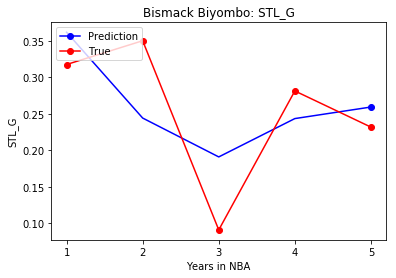 Bismack Biyombo: STL_G
Prediction
True
STL_G
0.35
0.30
0.25
0.20
0.15
0.10
1 2 3 4 5
Years in NBA